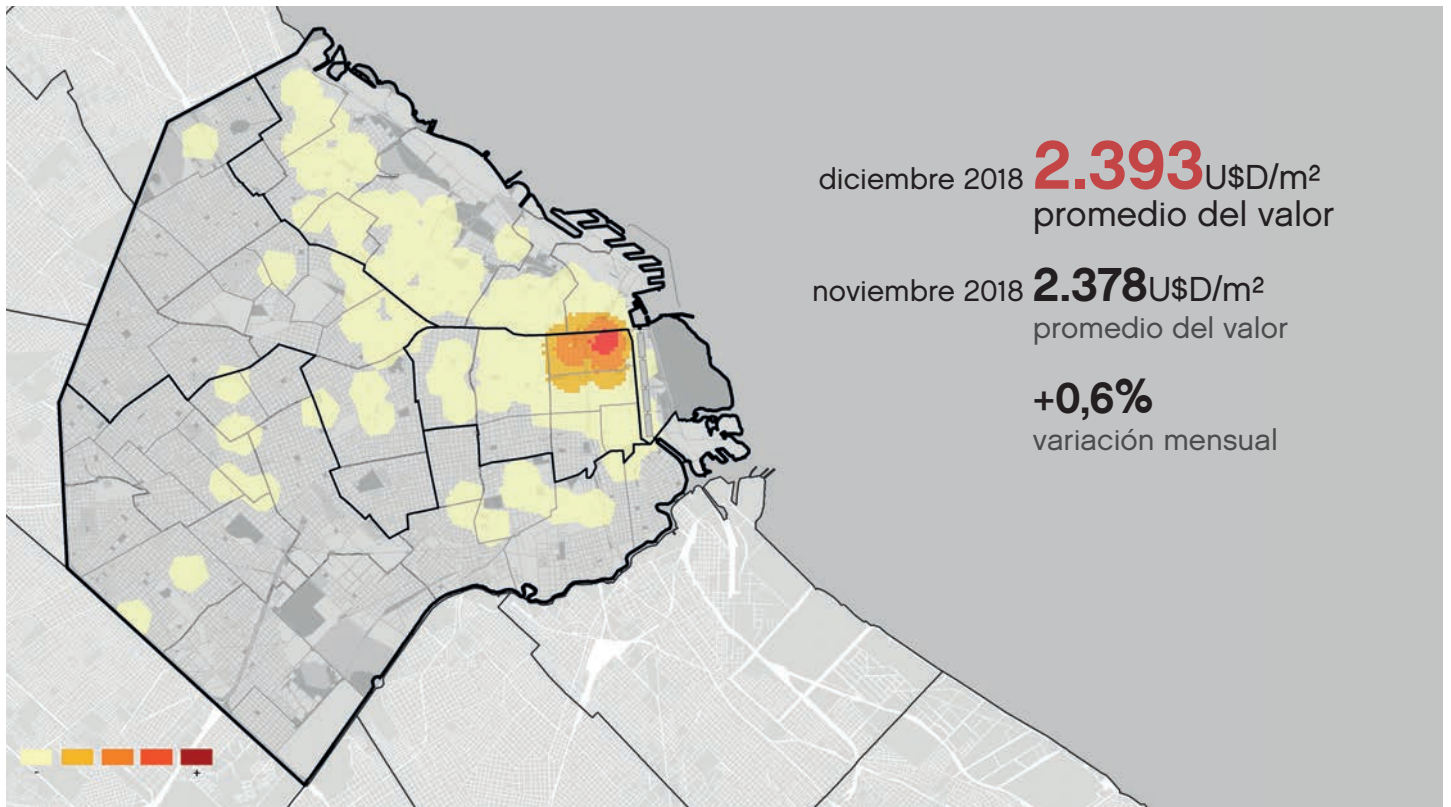 diciembre 2018 2.393U$D/m²
promedio del valor
noviembre 2018 2.378U$D/m²
promedio del valor
+0,6%
variación mensual
- +